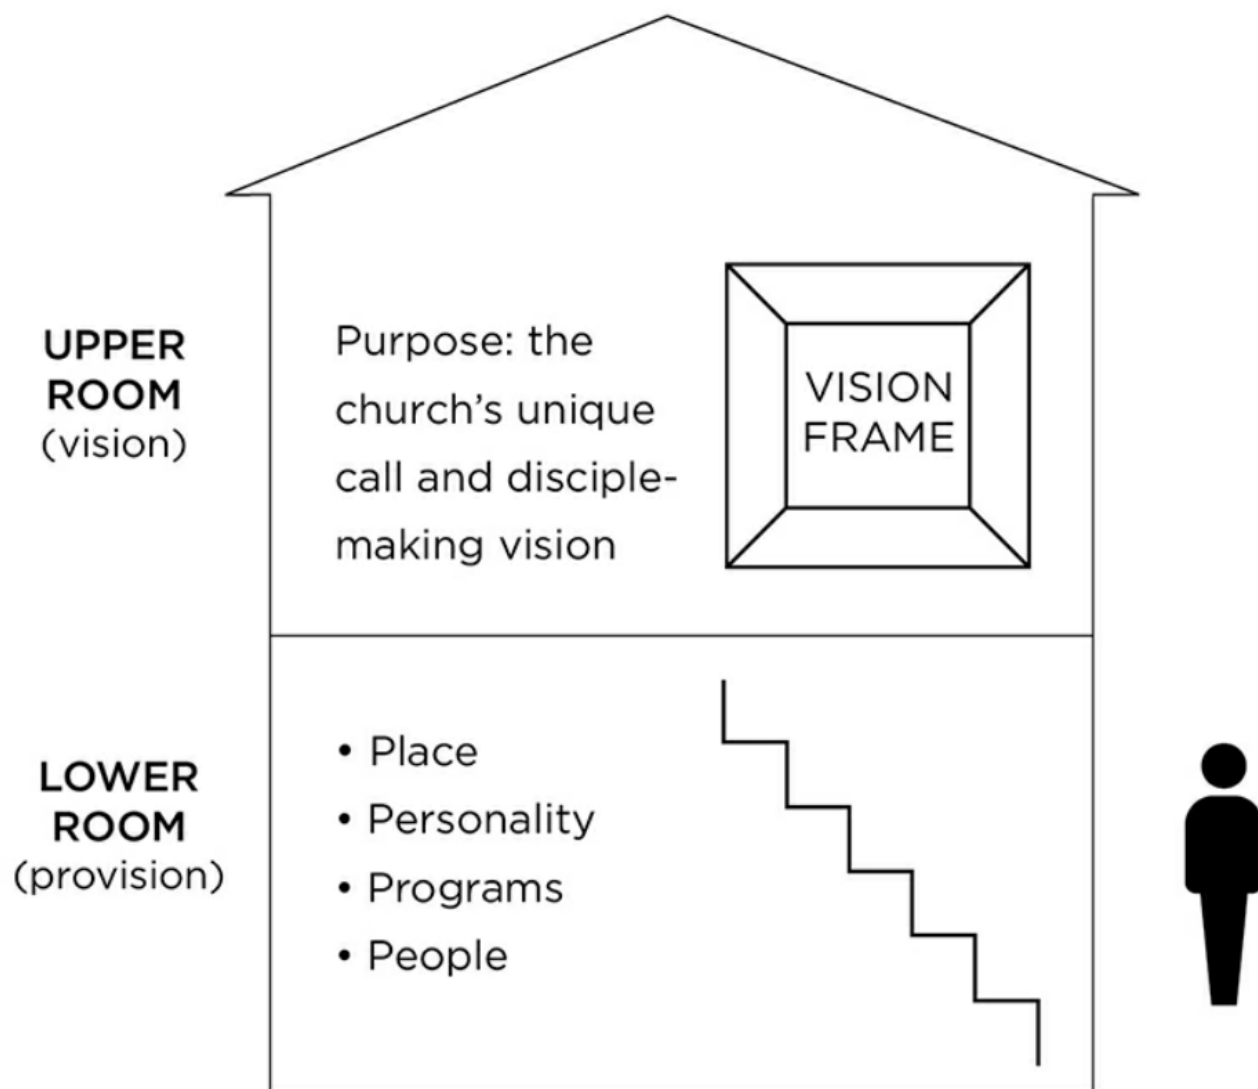 UPPER
ROOM
(vision)
Purpose: the
church’s unique
call and disciple-
making vision
VISION
FRAME
LOWER
ROOM
(provision)
• Place
• Personality
• Programs
• People